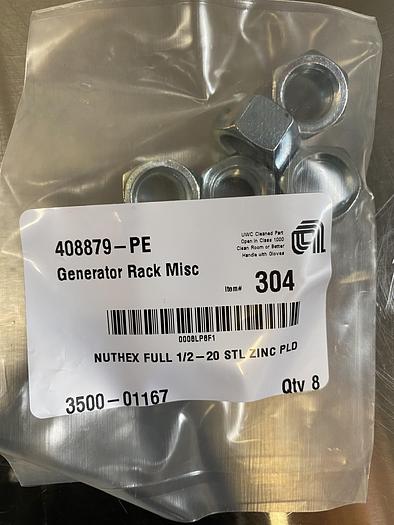 408879-PE
Generator Rack Misc
UWC Cleaned Part
Open in Class 1000
Clean Room or Better
Handle with Gloves
Item# 304
0006LP6F1
NUTHEX FULL 1/2-20 STL ZINC PLD
3500-01167
Qty 8